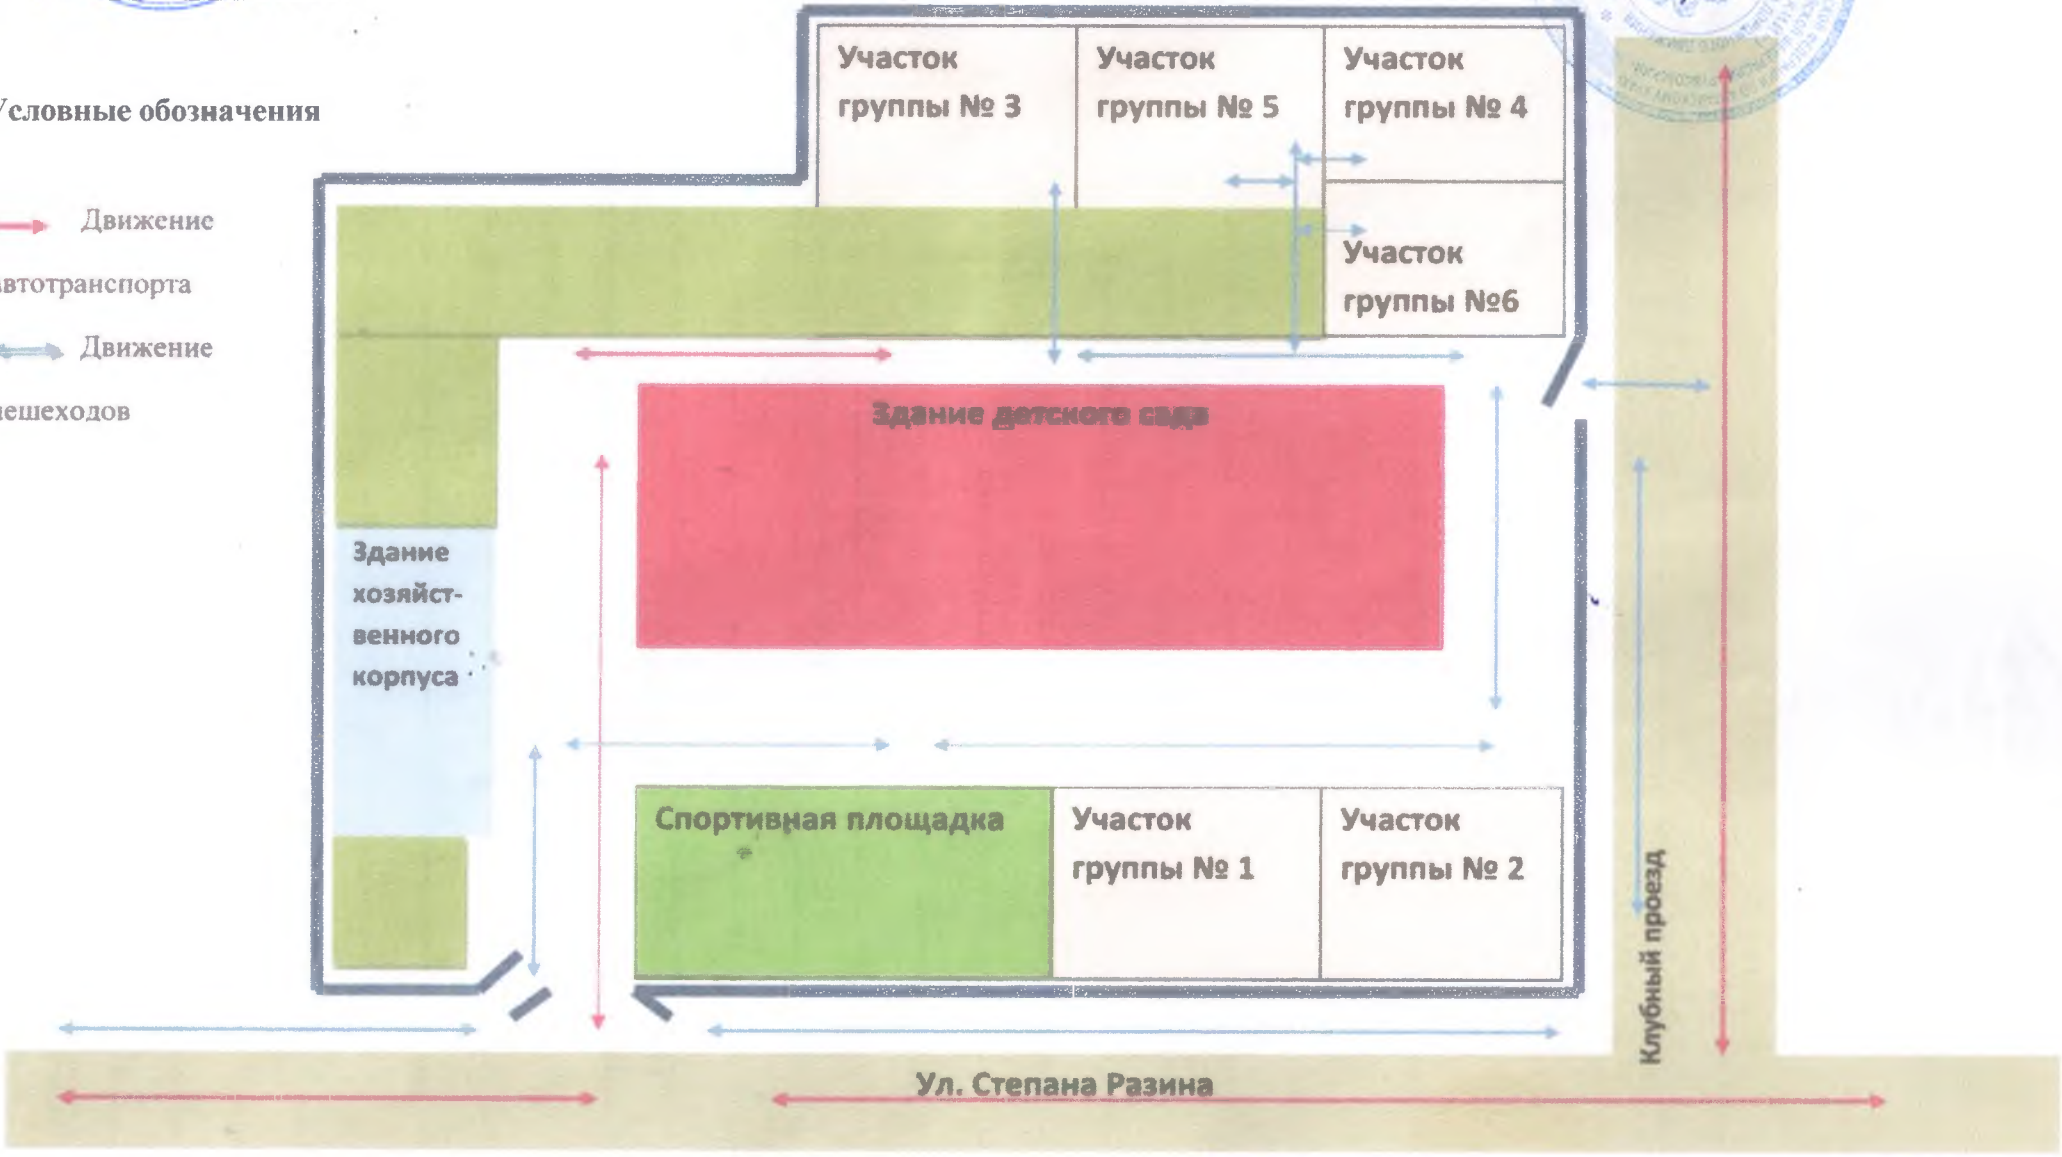 Условные обозначения
Движение
автотранспорта
Движение
пешеходов
Участок
группы № 3
Участок
группы № 5
Участок
группы № 4
Участок
группы №6
Здание детского сада
Здание
хозяйст-
венного
корпуса
Спортивная площадка
Участок
группы № 1
Участок
группы № 2
Клубный проезд
Ул. Степана Разина